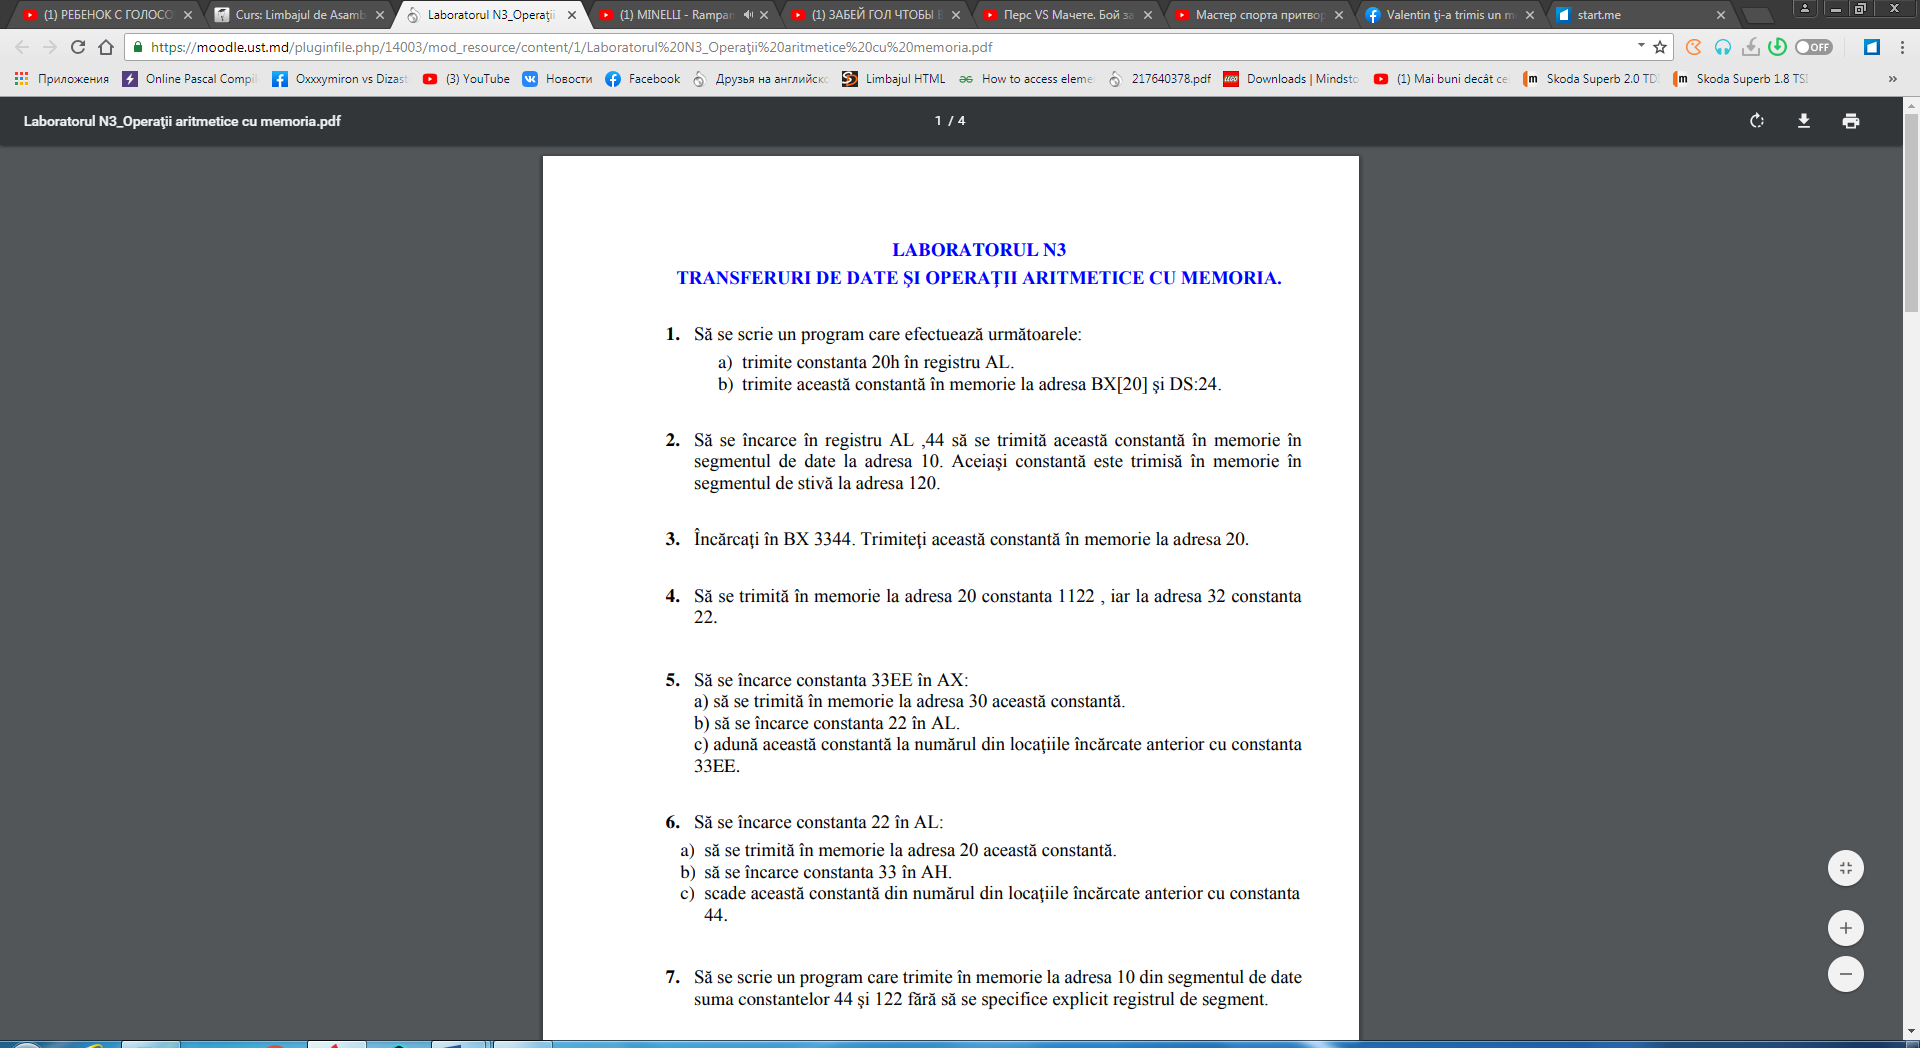 (1) РЕБЕНОК С ГОЛОСО
Curs: Limbajul de Asamb
Laboratorul N3_Operaţii
(1) MINELLI - Rampam
(1) ЗАБЕЙ ГОЛ ЧТОБЫ В
Перс VS Мачете. Бой за
Мастер спорта притвор
Valentin ţi-a trimis un m
start.me
https://moodle.ust.md/pluginfile.php/14003/mod_resource/content/1/Laboratorul%20N3_Operaţii%20aritmetice%20cu%20memoria.pdf
OFF
Приложения
Online Pascal Compil
Oxxxymiron vs Dizast
(3) YouTube
Новости
Facebook
Друзья на английско
Limbajul HTML
How to access eleme
217640378.pdf
Downloads | Mindsto
(1) Mai buni decât ce
Skoda Superb 2.0 TD
Skoda Superb 1.8 TSI
»
Laboratorul N3_Operaţii aritmetice cu memoria.pdf
1 / 4
LABORATORUL N3
TRANSFERURI DE DATE ŞI OPERAŢII ARITMETICE CU MEMORIA.
1. Să se scrie un program care efectuează următoarele:
a) trimite constanta 20h în registru AL.
b) trimite această constantă în memorie la adresa BX[20] şi DS:24.
2. Să se încarce în registru AL ,44 să se trimită această constantă în memorie în
segmentul de date la adresa 10. Aceiaşi constantă este trimisă în memorie în
segmentul de stivă la adresa 120.
3. Încărcaţi în BX 3344. Trimiteţi această constantă în memorie la adresa 20.
4. Să se trimită în memorie la adresa 20 constanta 1122 , iar la adresa 32 constanta
22.
5. Să se încarce constanta 33EE în AX:
a) să se trimită în memorie la adresa 30 această constantă.
b) să se încarce constanta 22 în AL.
c) adună această constantă la numărul din locaţiile încărcate anterior cu constanta
33EE.
6. Să se încarce constanta 22 în AL:
a) să se trimită în memorie la adresa 20 această constantă.
b) să se încarce constanta 33 în AH.
c) scade această constantă din numărul din locaţiile încărcate anterior cu constanta
44.
7. Să se scrie un program care trimite în memorie la adresa 10 din segmentul de date
suma constantelor 44 şi 122 fără să se specifice explicit registrul de segment.